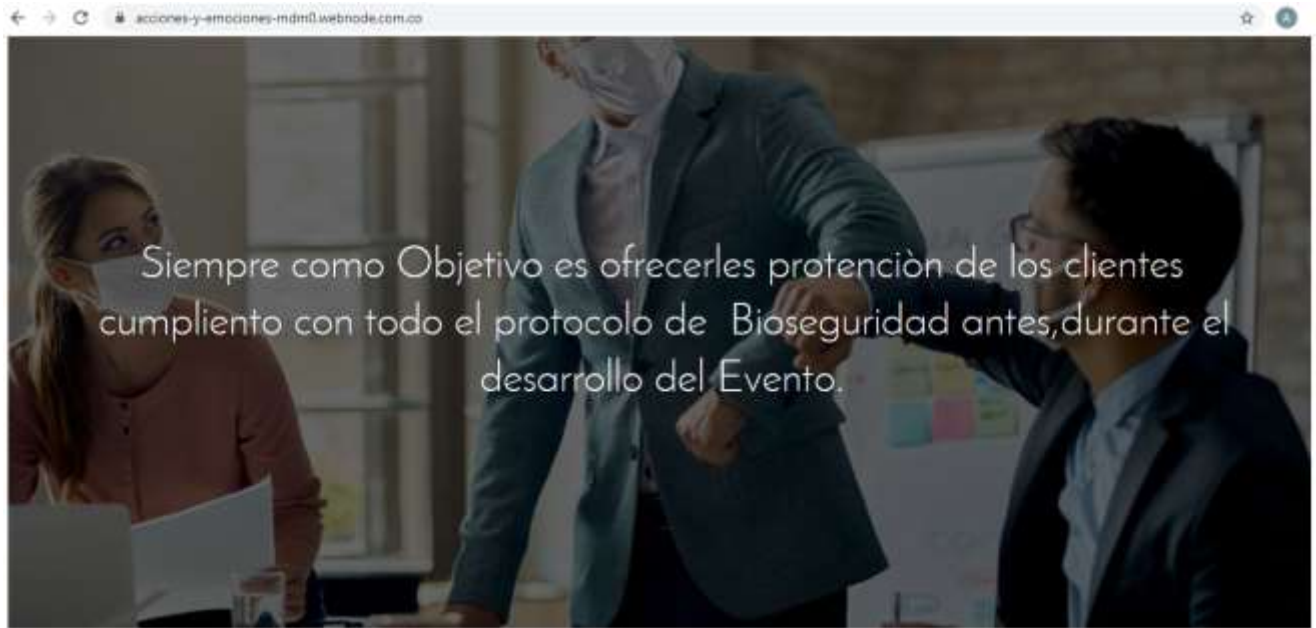 acciones-y-emociones-mdm0.webnode.com.co
Siempre como Objetivo es ofrecerles protenciòn de los clientes
cumpliento con todo el protocolo de Bioseguridad antes,durante el
desarrollo del Evento.